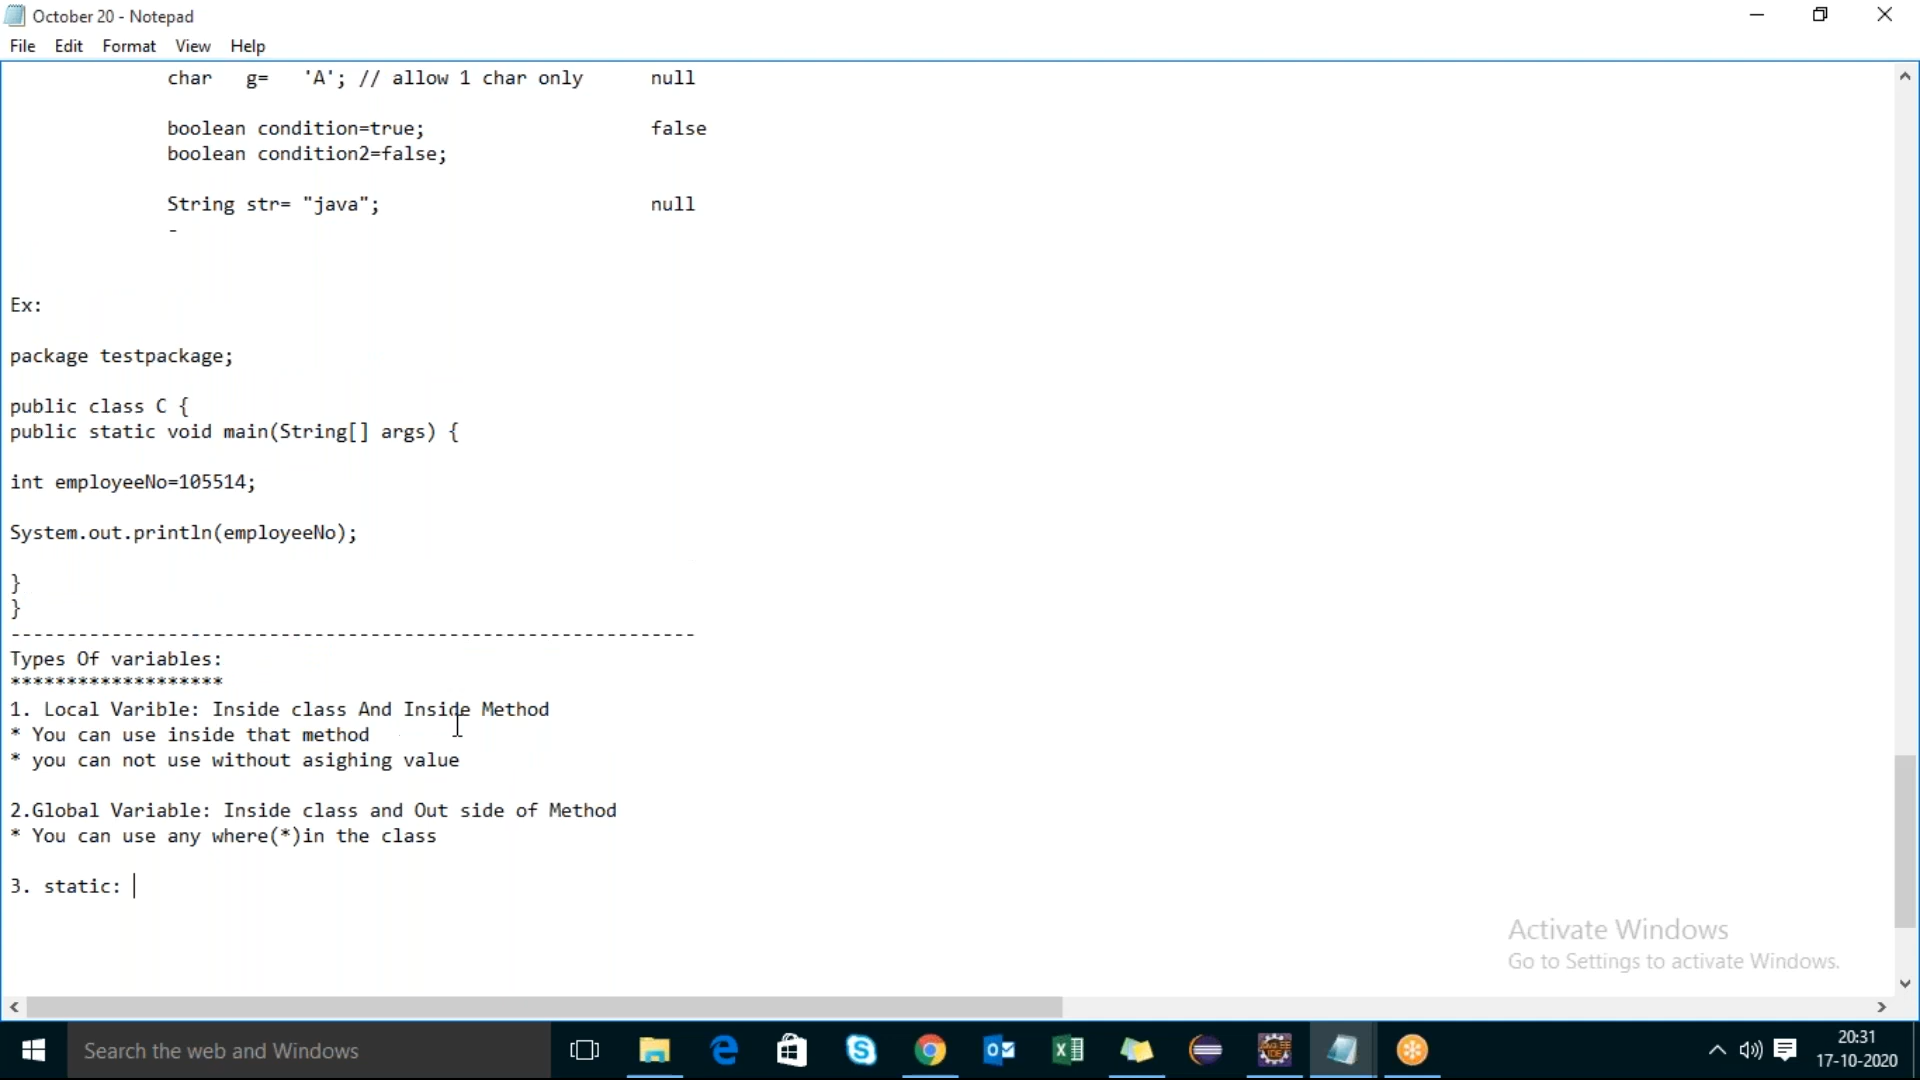 October 20 - Notepad
File Edit Format View Help
char g= 'A'; // allow 1 char only null
boolean condition=true; false
boolean condition2=false;
String str= "java"; null
-
Ex:
package testpackage;
public class C {
public static void main(String[] args) {
int employeeNo=105514;
System.out.println(employeeNo);
}
}
-------------------------------------------------------------
Types Of variables:
*******************
1. Local Varible: Inside class And Inside Method
* You can use inside that method
* you can not use without asighing value
2.Global Variable: Inside class and Out side of Method
* You can use any where(*)in the class
3. static:
Activate Windows
Go to Settings to activate Windows.
Search the web and Windows
20:31
17-10-2020